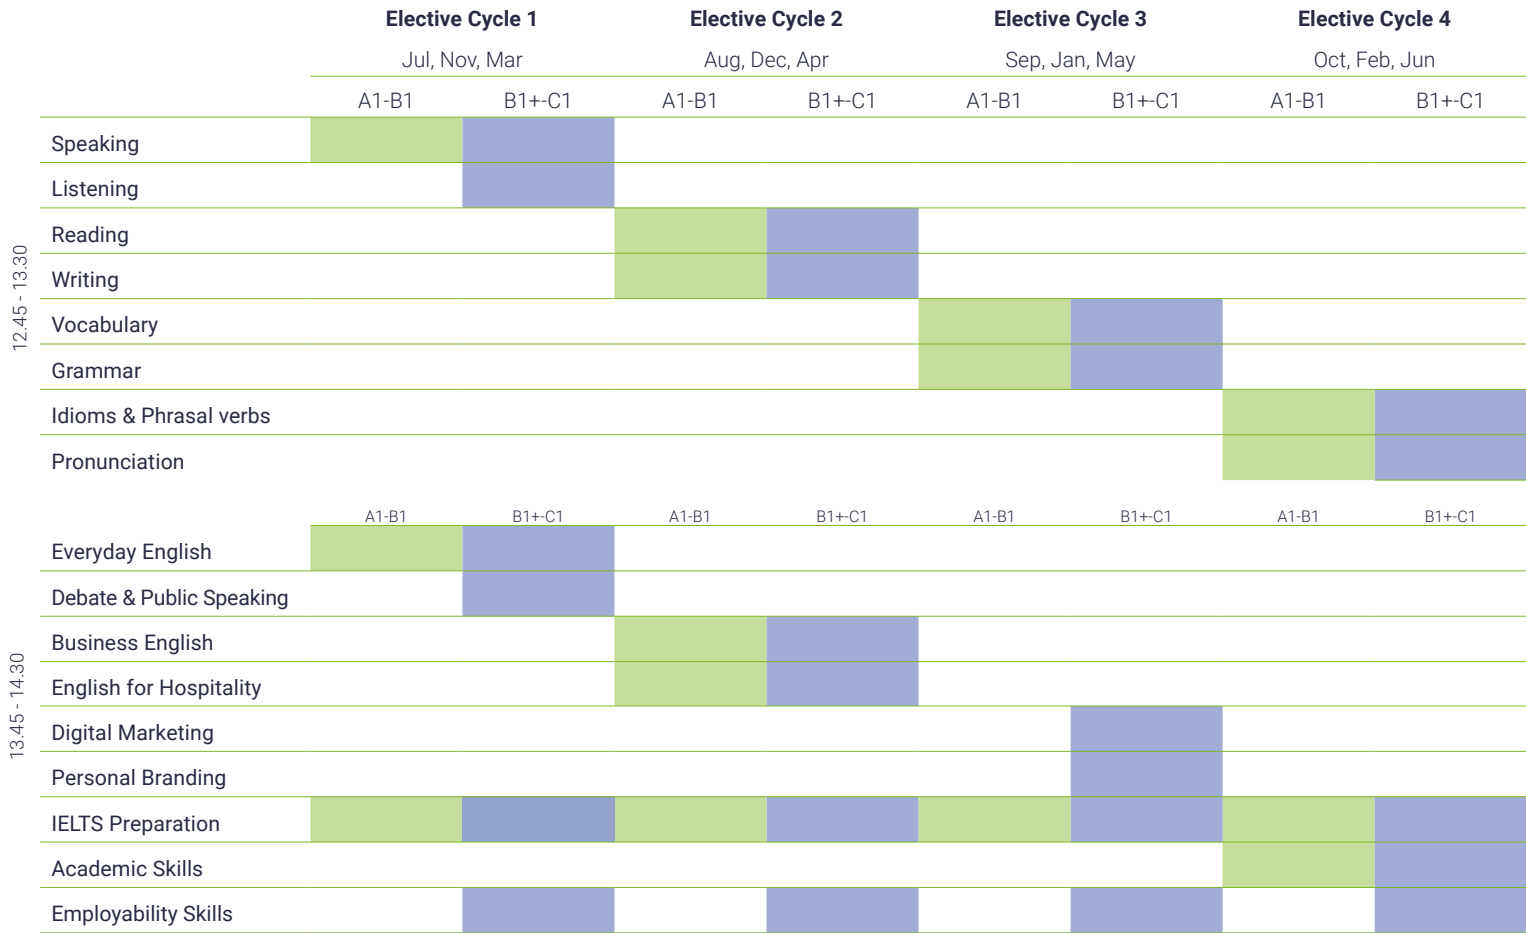 Elective Cycle 1 Elective Cycle 2 Elective Cycle 3 Elective Cycle 4
Jul, Nov, Mar Aug, Dec, Apr Sep, Jan, May Oct, Feb, Jun
A1-B1 B1+-C1 A1-B1 B1+-C1 A1-B1 B1+-C1 A1-B1 B1+-C1
12.45 - 13.30
Speaking
Listening
Reading
Writing
Vocabulary
Grammar
Idioms & Phrasal verbs
Pronunciation
A1-B1 B1+-C1 A1-B1 B1+-C1 A1-B1 B1+-C1 A1-B1 B1+-C1
13.45 - 14.30
Everyday English
Debate & Public Speaking
Business English
English for Hospitality
Digital Marketing
Personal Branding
IELTS Preparation
Academic Skills
Employability Skills